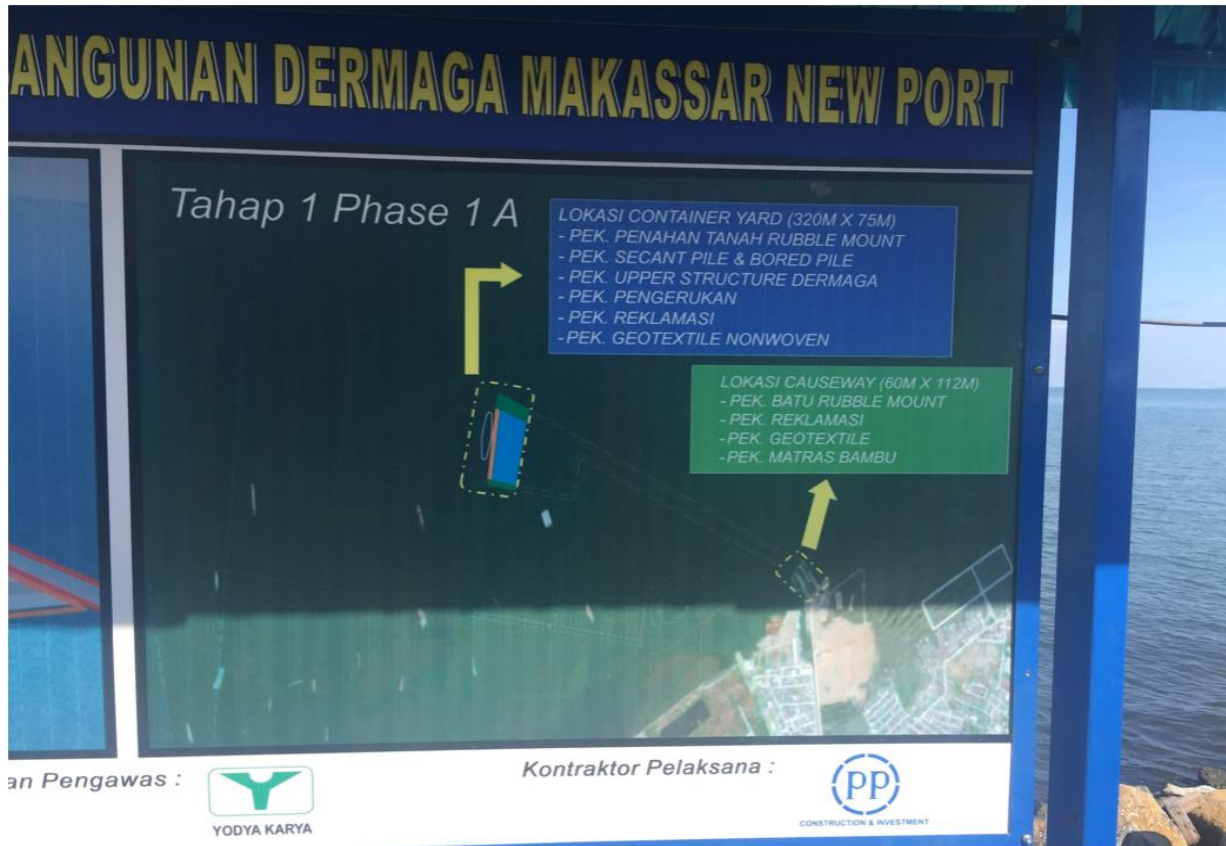 ANGUNAN DERMAGA MAKASSAR NEW PORT
Tahap 1 Phase 1 A
LOKASI CONTAINER YARD (320M X 75M)
- PEK. PENAHAN TANAH RUBBLE MOUNT
- PEK. SECANT PILE & BORED PILE
- PEK. UPPER STRUCTURE DERMAGA
- PEK. PENGERUKAN
- PEK. REKLAMASI
- PEK. GEOTEXTILE NONWOVEN
LOKASI CAUSEWAY (60M X 112M)
- PEK. BATU RUBBLE MOUNT
- PEK. REKLAMASI
- PEK. GEOTEXTILE
- PEK. MATRAS BAMBU
an Pengawas :
YODYA KARYA
Kontraktor Pelaksana :
PP
CONSTRUCTION & INVESTMENT